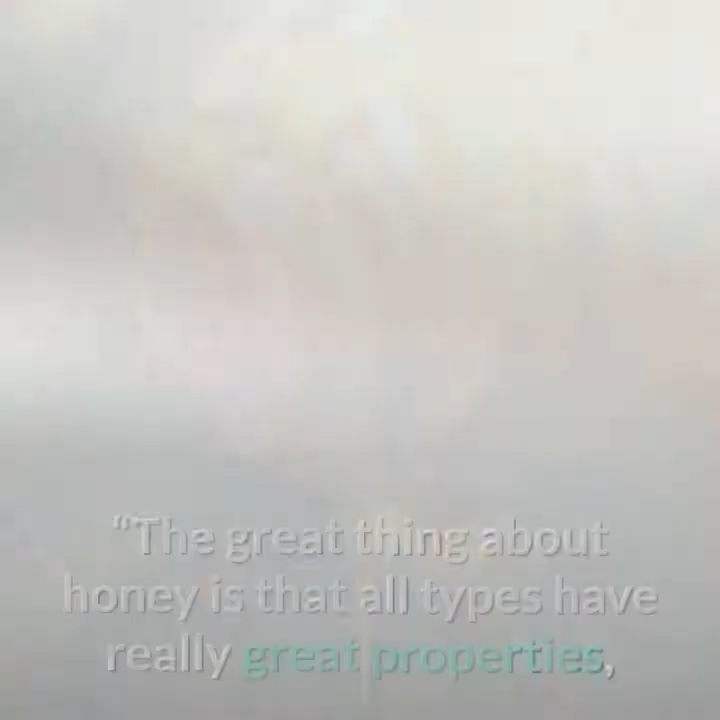 “The great thing about
honey is that all types have
really great properties,